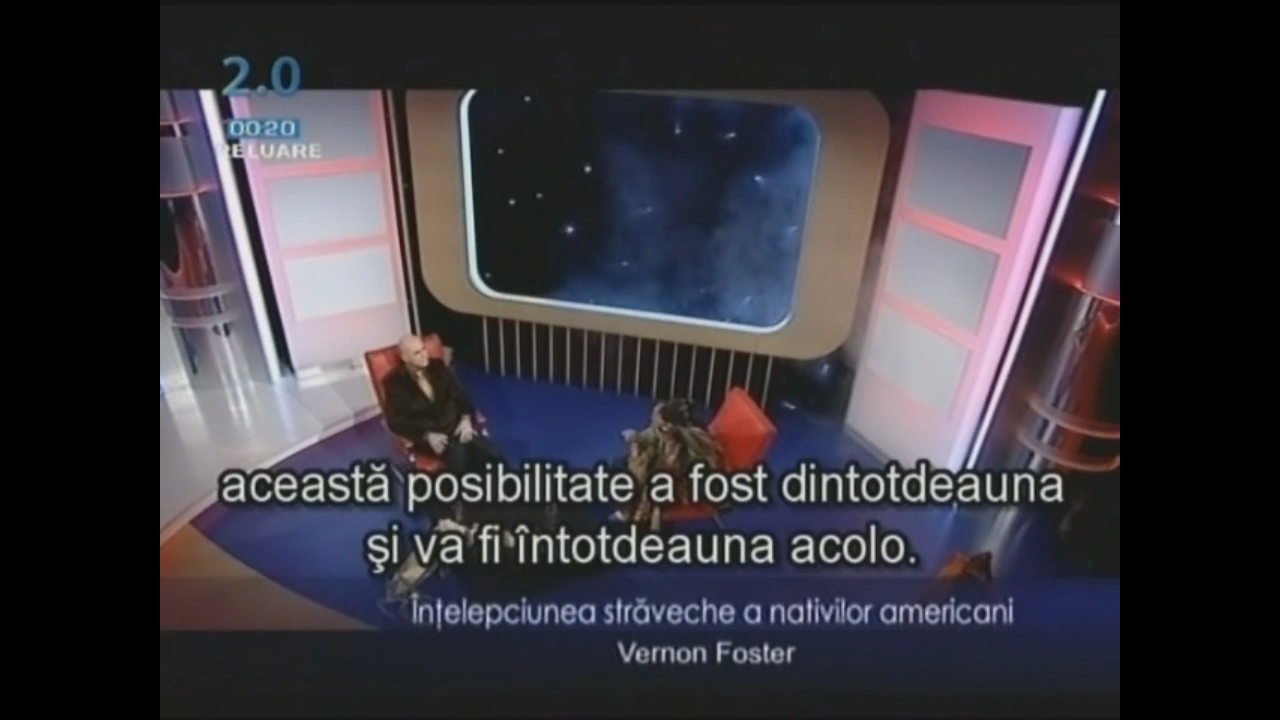 2.0
00:20
RELUARE
această posibilitate a fost dintotdeauna
şi va fi întotdeauna acolo.
Înţelepciunea străveche a nativilor americani
Vernon Foster